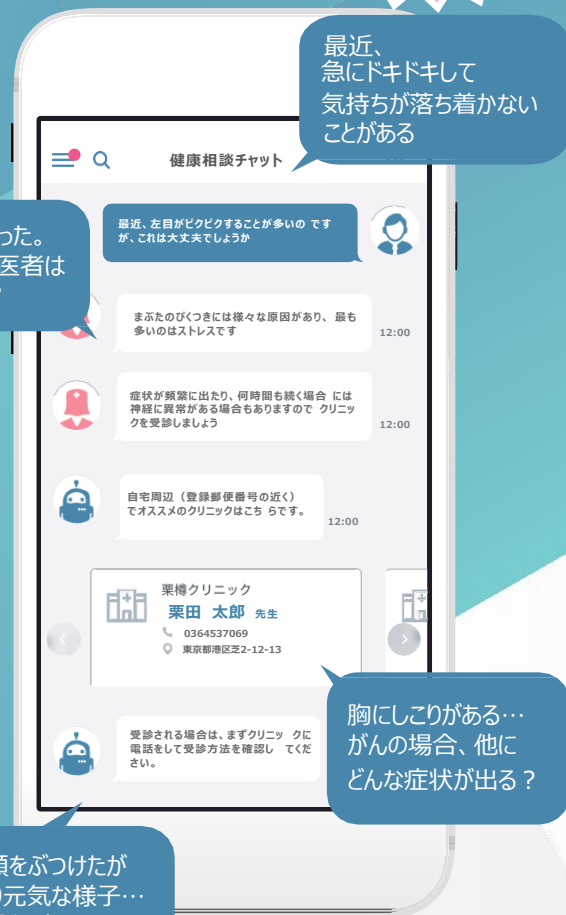 最近、
急にドキドキして
気持ちが落ち着かない
ことがある
健康相談チャット
最近、左目がピクピクすることが多いの です
が、これは大丈夫でしょうか
った。
医者は
まぶたのびくつきには様々な原因があり、 最も
多いのはストレスです
12:00
症状が頻繁に出たり、何時間も続く場合 には
神経に異常がある場合もありますので クリニッ
クを受診しましょう
12:00
自宅周辺（登録郵便番号の近く）
でオススメのクリニックはこち らです。
12:00
栗樽クリニック
栗田 太郎 先生
0364537069
東京都港区芝2-12-13
胸にしこりがある…
がんの場合、他に
どんな症状が出る？
受診される場合は、まずクリニッ クに
電話をして受診方法を確認し てくだ
さい。
頭をぶつけたが
元気な様子…